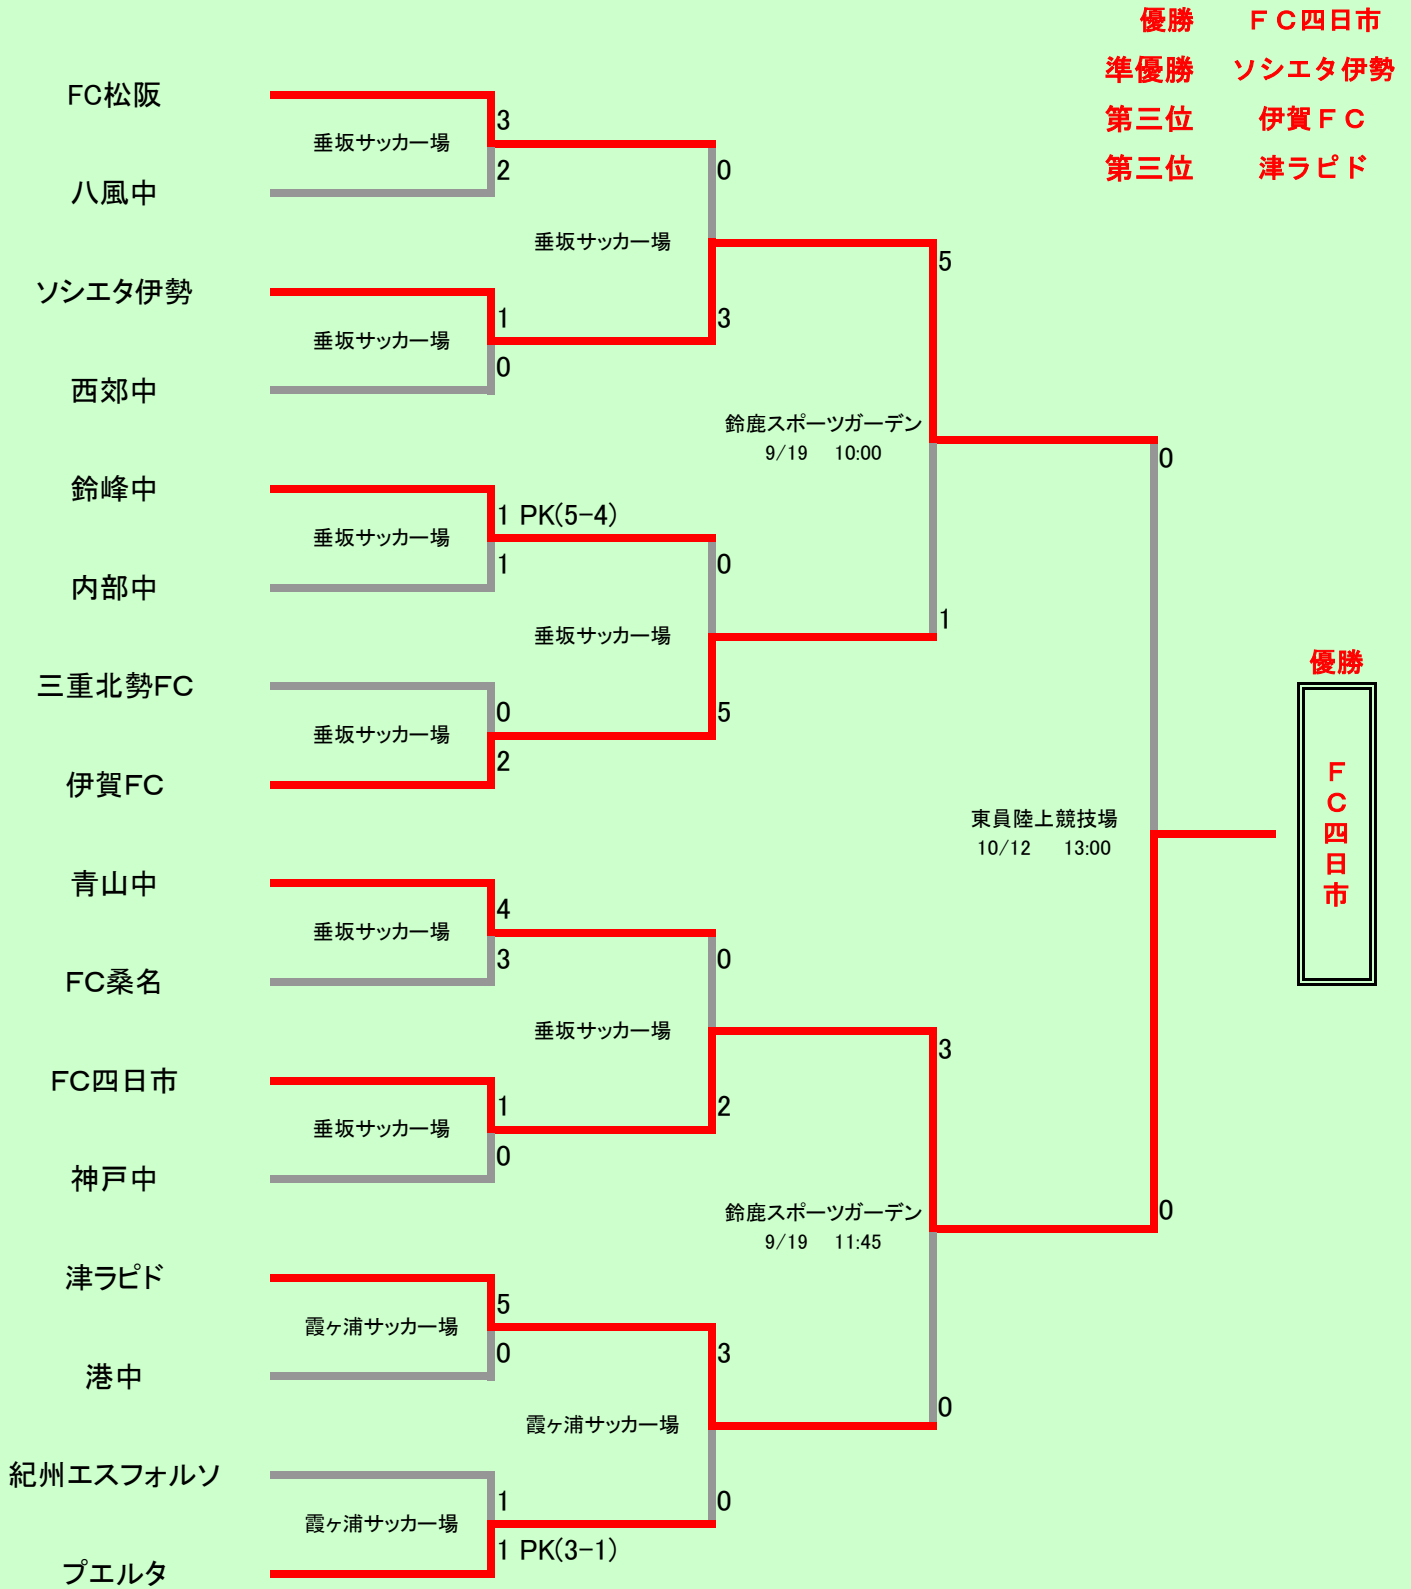 優勝 ＦＣ四日市
準優勝 ソシエタ伊勢
第三位 伊賀ＦＣ
第三位 津ラピド
FC松阪
垂坂サッカー場
3
2
八風中
0
垂坂サッカー場
3
ソシエタ伊勢
垂坂サッカー場
1
0
西郊中
5
鈴鹿スポーツガーデン
9/19 10:00
1
鈴峰中
垂坂サッカー場
1 PK(5-4)
1
内部中
0
垂坂サッカー場
5
三重北勢FC
垂坂サッカー場
0
2
伊賀FC
0
東員陸上競技場
10/12 13:00
0
優勝
ＦＣ四日市
青山中
垂坂サッカー場
4
3
FC桑名
0
垂坂サッカー場
2
FC四日市
垂坂サッカー場
1
0
神戸中
3
鈴鹿スポーツガーデン
9/19 11:45
0
津ラピド
霞ヶ浦サッカー場
5
0
港中
3
霞ヶ浦サッカー場
0
紀州エスフォルソ
霞ヶ浦サッカー場
1
1 PK(3-1)
プエルタ